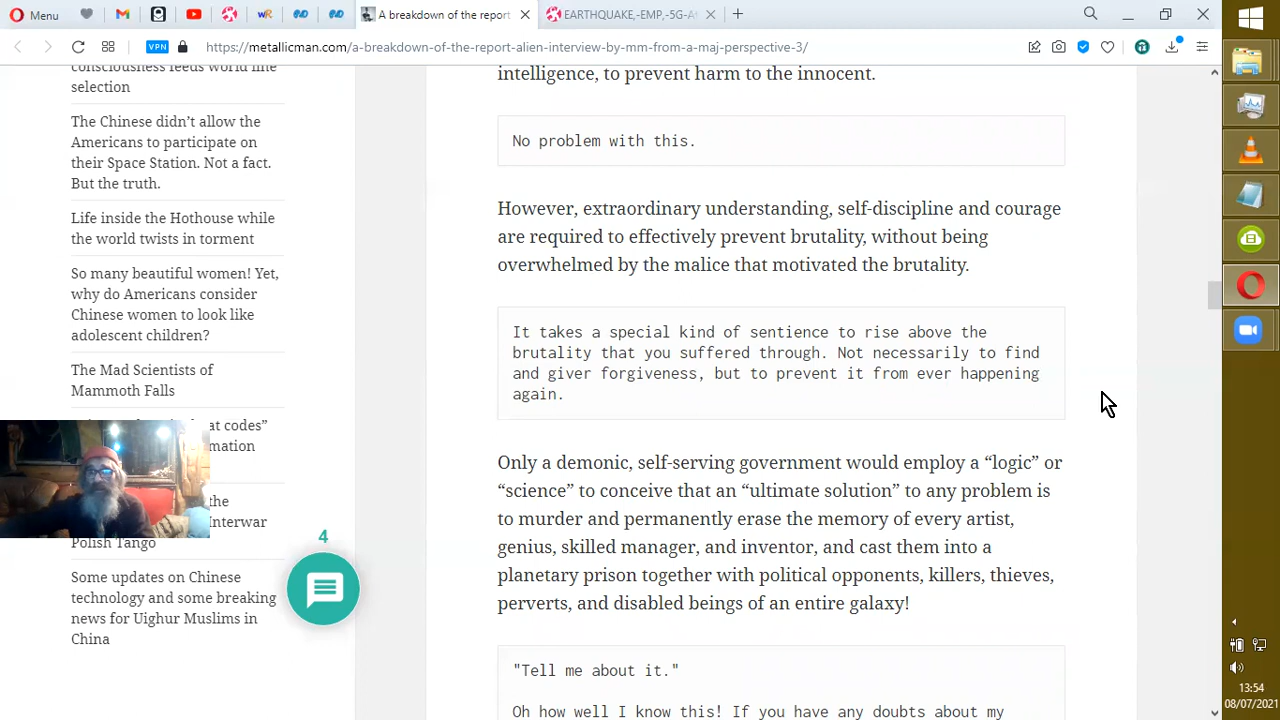 Menu
A breakdown of the report
EARTHQUAKE,-EMP,-5G-At
VPN
https://metallicman.com/a-breakdown-of-the-report-alien-interview-by-mm-from-a-maj-perspective-3/
consciousness feeds world line
selection
The Chinese didn’t allow the
Americans to participate on
their Space Station. Not a fact.
But the truth.
Life inside the Hothouse while
the world twists in torment
So many beautiful women! Yet,
why do Americans consider
Chinese women to look like
adolescent children?
The Mad Scientists of
Mammoth Falls
at codes”
mation
the
Interwar
Polish Tango
Some updates on Chinese
technology and some breaking
news for Uighur Muslims in
China
4
intelligence, to prevent harm to the innocent.
No problem with this.
However, extraordinary understanding, self-discipline and courage
are required to effectively prevent brutality, without being
overwhelmed by the malice that motivated the brutality.
It takes a special kind of sentience to rise above the
brutality that you suffered through. Not necessarily to find
and giver forgiveness, but to prevent it from ever happening
again.
Only a demonic, self-serving government would employ a “logic” or
“science” to conceive that an “ultimate solution” to any problem is
to murder and permanently erase the memory of every artist,
genius, skilled manager, and inventor, and cast them into a
planetary prison together with political opponents, killers, thieves,
perverts, and disabled beings of an entire galaxy!
"Tell me about it."
Oh how well I know this! If you have any doubts about my
13:54
08/07/2021